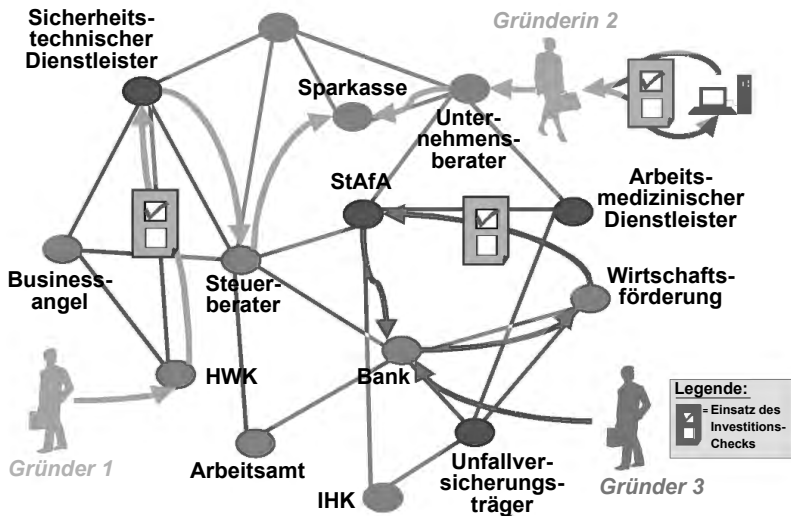 Sicherheits-
technischer
Dienstleister
Gründerin 2
Sparkasse
Unter-
nehmens-
berater
StAfA
Arbeits-
medizinischer
Dienstleister
Business-
angel
Steuer-
berater
Wirtschafts-
förderung
HWK
Bank
Legende:
= Einsatz des
Investitions-
Checks
Gründer 1
Arbeitsamt
IHK
Unfallver-
sicherungs-
träger
Gründer 3